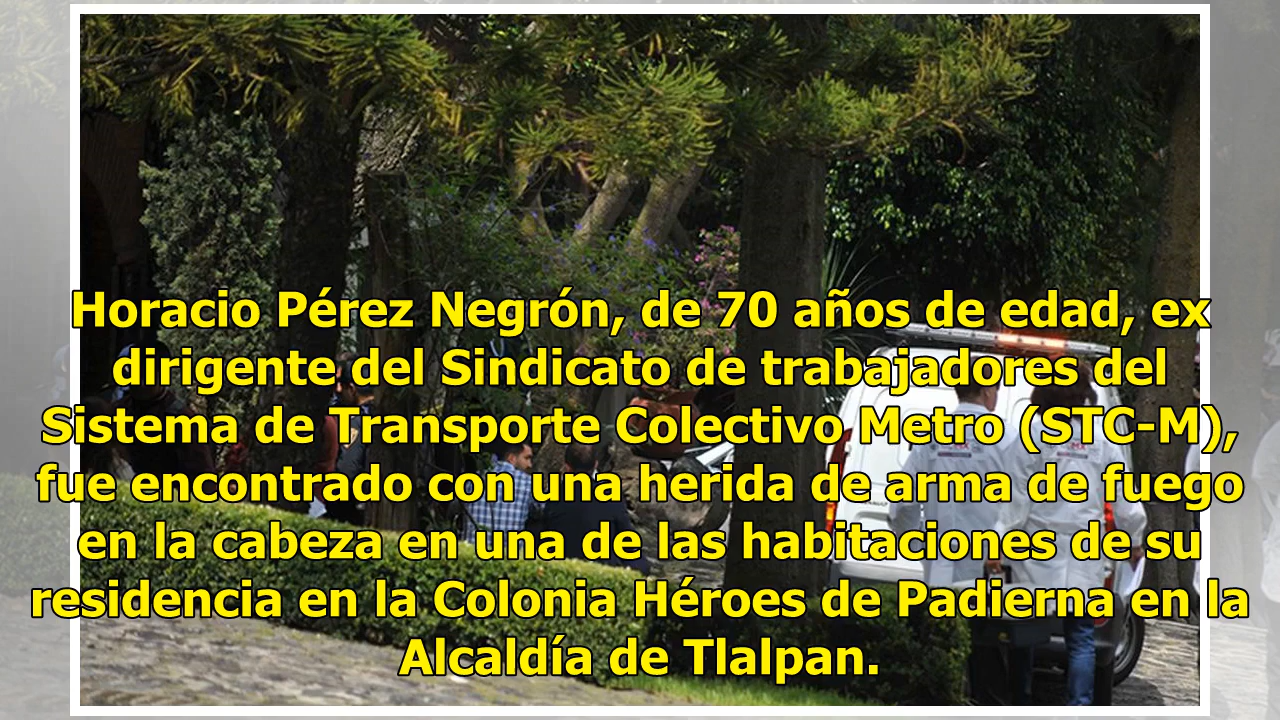 Horacio Pérez Negrón, de 70 años de edad, ex
dirigente del Sindicato de trabajadores del
Sistema de Transporte Colectivo Metro (STC-M),
fue encontrado con una herida de arma de fuego
en la cabeza en una de las habitaciones de su
residencia en la Colonia Héroes de Padierna en la
Alcaldía de Tlalpan.